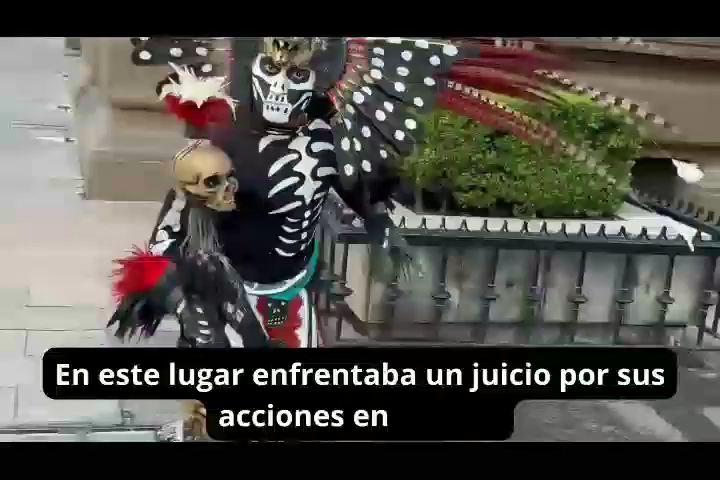 En este lugar enfrentaba un juicio por sus
acciones en